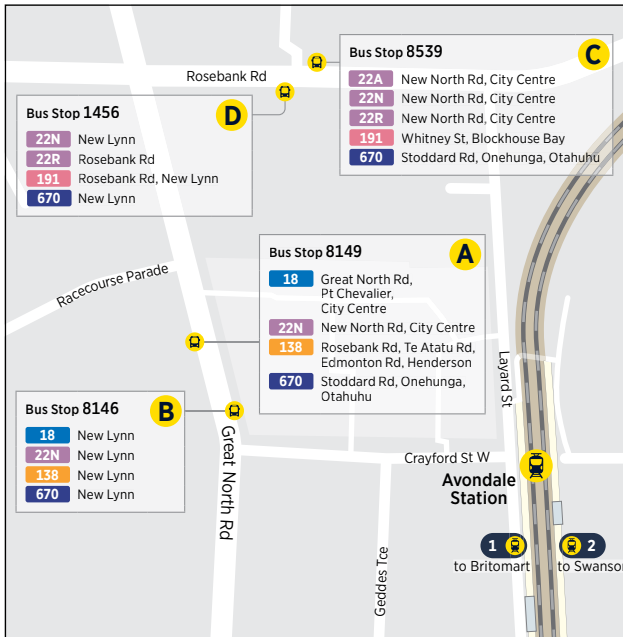 Rosebank Rd
Bus Stop 8539
C
22A New North Rd, City Centre
22N New North Rd, City Centre
22R New North Rd, City Centre
191 Whitney St, Blockhouse Bay
670 Stoddard Rd, Onehunga, Otahuhu
Bus Stop 1456
D
22N New Lynn
22R Rosebank Rd
191 Rosebank Rd, New Lynn
670 New Lynn
Bus Stop 8149
A
18 Great North Rd,
Pt Chevalier,
City Centre
22N New North Rd, City Centre
138 Rosebank Rd, Te Atatu Rd,
Edmonton Rd, Henderson
670 Stoddard Rd, Onehunga,
Otahuhu
Racecourse Parade
Bus Stop 8146
B
18 New Lynn
22N New Lynn
138 New Lynn
670 New Lynn
Great North Rd
Layard St
Crayford St W
Avondale
Station
Geddes Tce
1
to Britomart
2
to Swanson